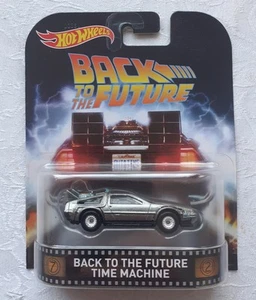 Hot Wheels
BACK
TO THE
FUTURE
BACK TO THE FUTURE
TIME MACHINE